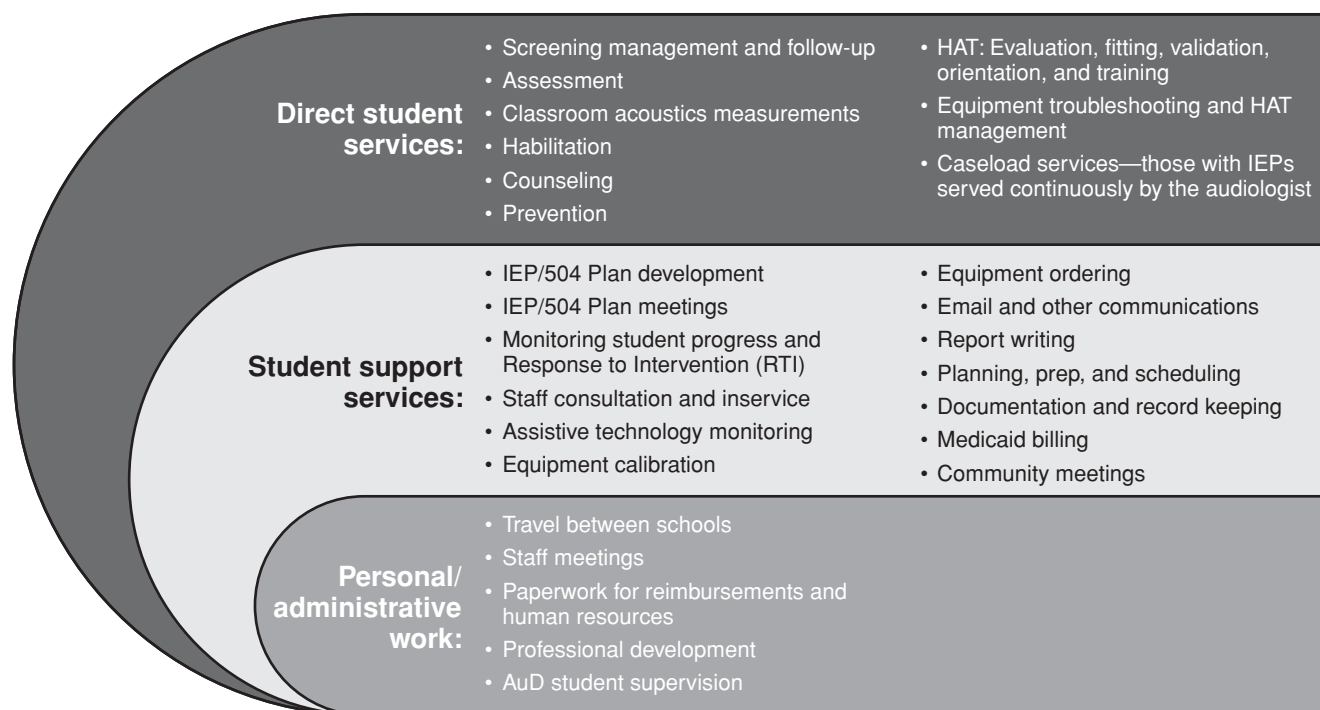 Direct student
services:
• Screening management and follow-up
• Assessment
• Classroom acoustics measurements
• Habilitation
• Counseling
• Prevention
• HAT: Evaluation, fitting, validation,
orientation, and training
• Equipment troubleshooting and HAT
management
• Caseload services—those with IEPs
served continuously by the audiologist
Student support
services:
• IEP/504 Plan development
• IEP/504 Plan meetings
• Monitoring student progress and
Response to Intervention (RTI)
• Staff consultation and inservice
• Assistive technology monitoring
• Equipment calibration
• Equipment ordering
• Email and other communications
• Report writing
• Planning, prep, and scheduling
• Documentation and record keeping
• Medicaid billing
• Community meetings
Personal/
administrative
work:
• Travel between schools
• Staff meetings
• Paperwork for reimbursements and
human resources
• Professional development
• AuD student supervision